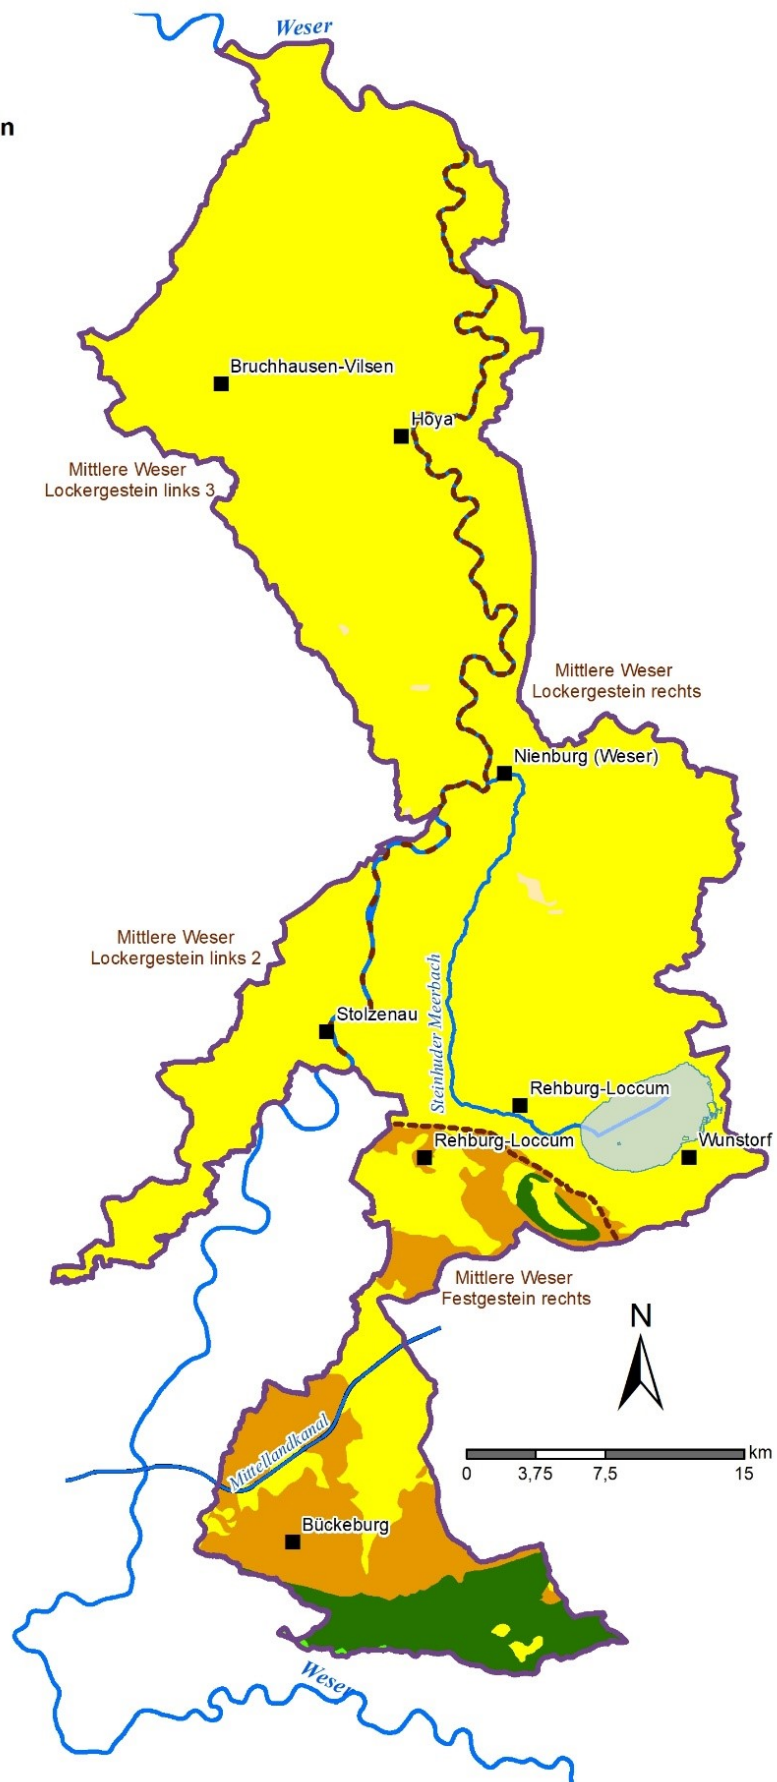 Weser
n
Bruchhausen-Vilsen
Hoya
Mittlere Weser
Lockergestein links 3
Mittlere Weser
Lockergestein rechts
Nienburg (Weser)
Mittlere Weser
Lockergestein links 2
Steinhuder Meerbach
Stolzenau
Rehburg-Loccum
Rehburg-Loccum
Wunstorf
Mittlere Weser
Festgestein rechts
N
Mittellandkanal
km
0 3,75 7,5 15
Bückeburg
Weser